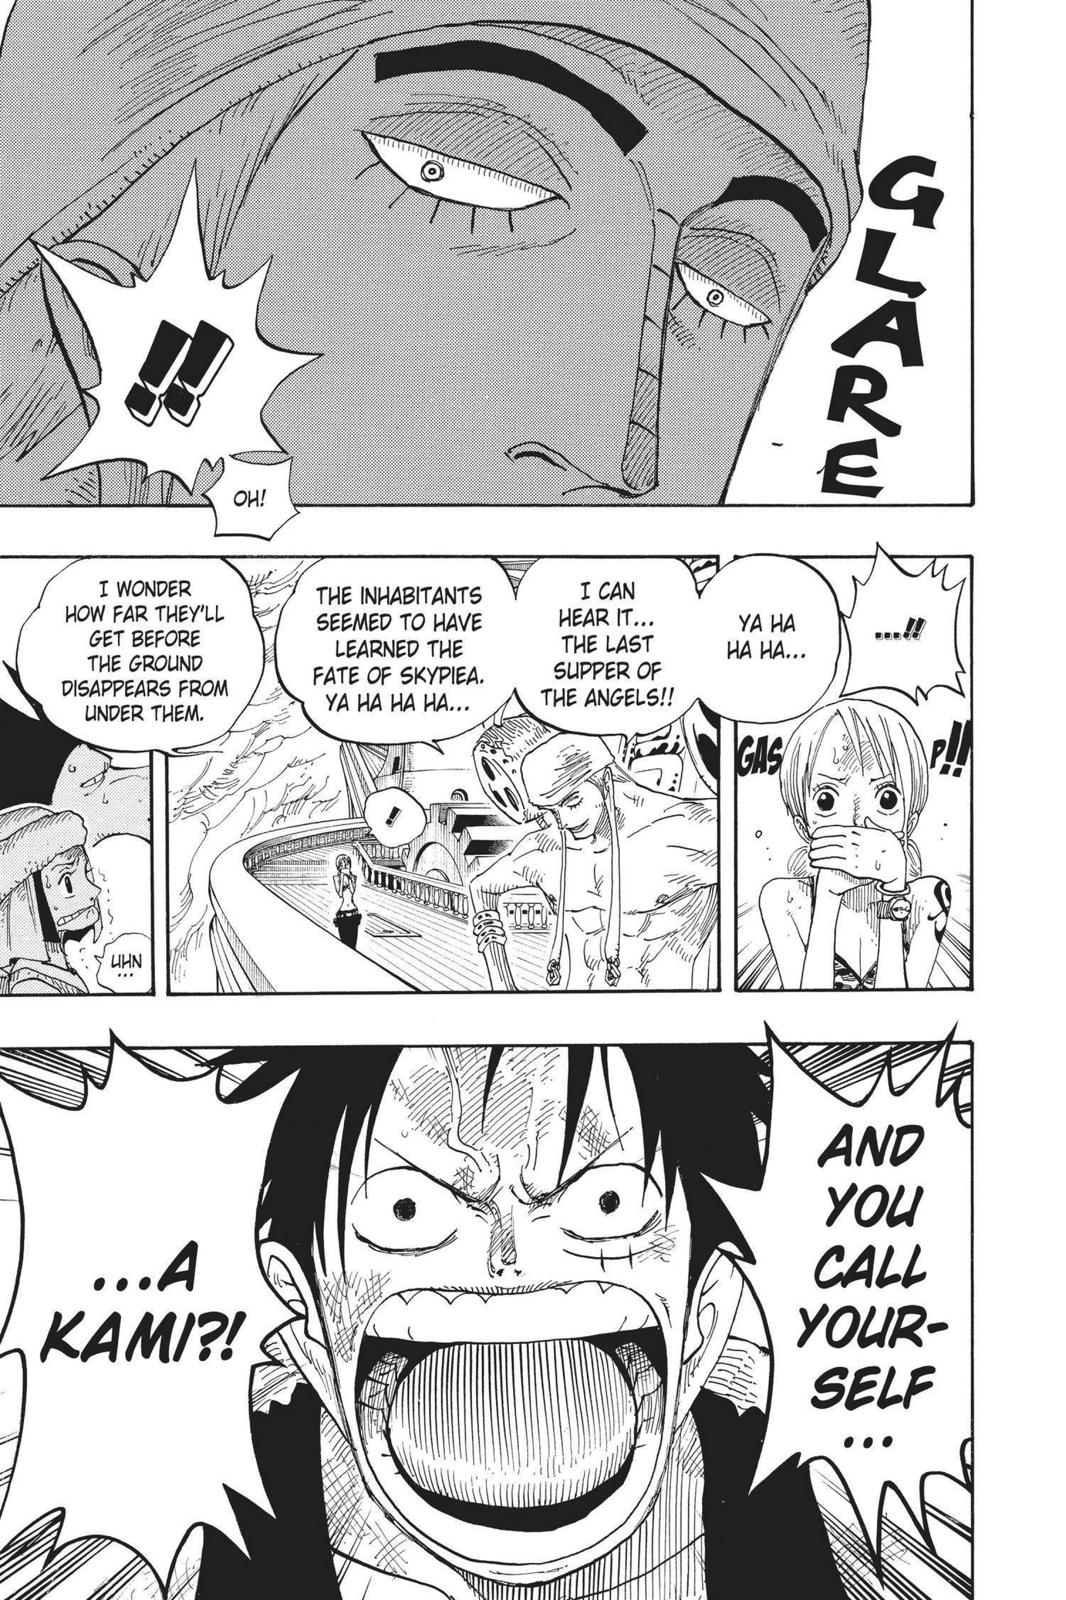 GLARE
!!
OH!
...!!
GASP!!
YA HA
HA HA...
I CAN
HEAR IT...
THE LAST
SUPPER OF
THE ANGELS!!
THE INHABITANTS
SEEMED TO HAVE
LEARNED THE
FATE OF SKYPIEA.
YA HA HA HA...
!
I WONDER
HOW FAR THEY'LL
GET BEFORE
THE GROUND
DISAPPEARS FROM
UNDER THEM.
UHN
...
AND
YOU
CALL
YOUR-
SELF
...
...A
KAMI?!